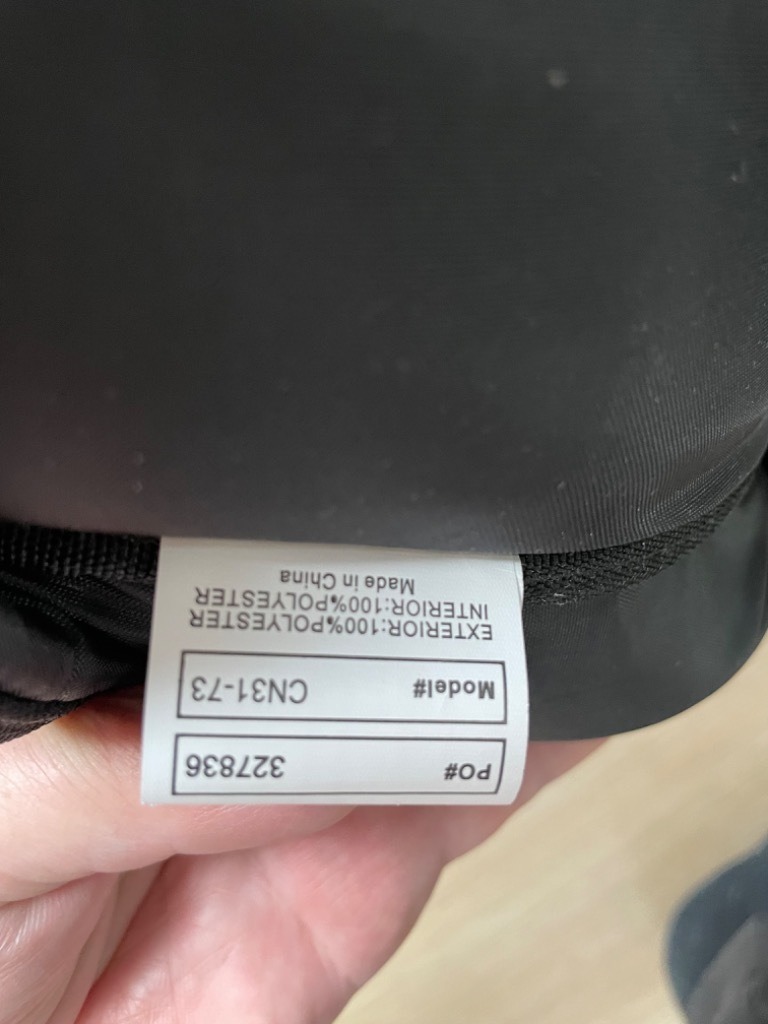 PO# 327836
Model# CN31-73
EXTERIOR:100%POLYESTER
INTERIOR:100%POLYESTER
Made in China